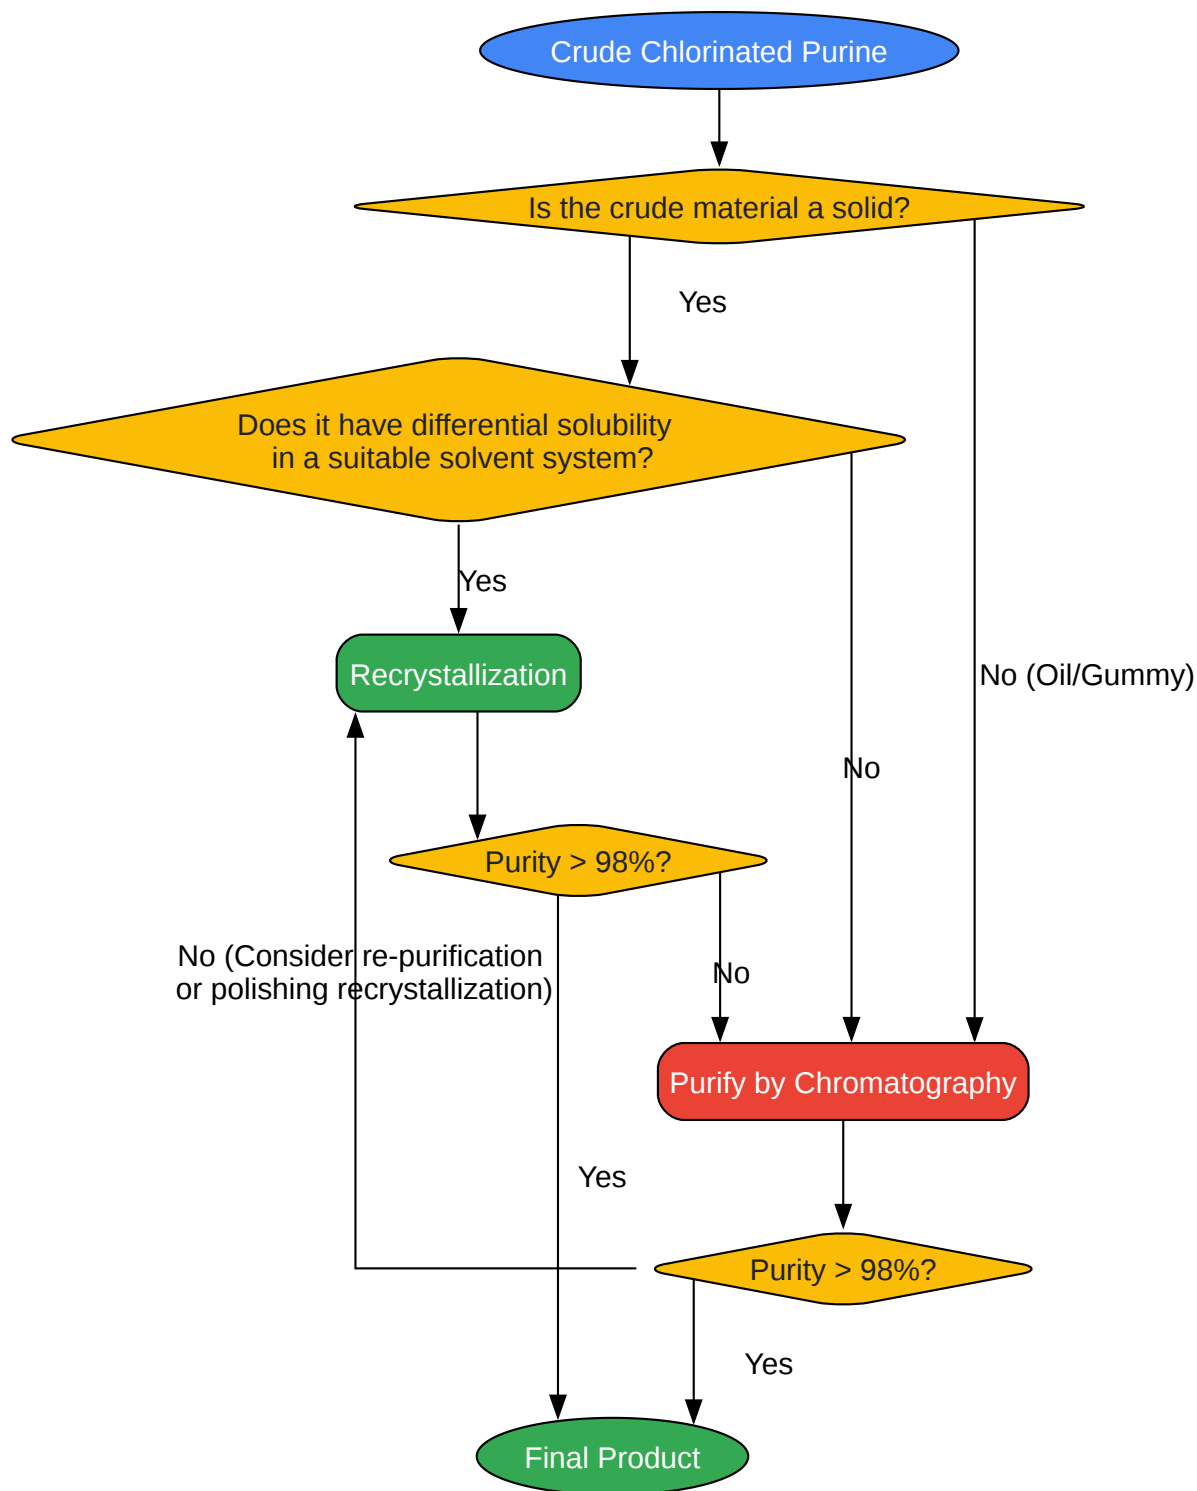 Crude Chlorinated Purine
Is the crude material a solid?
Yes
Does it have differential solubility
in a suitable solvent system?
Yes
Recrystallization
No (Oil/Gummy)
No
Purity > 98%?
No (Consider re-purification
or polishing recrystallization)
No
Purify by Chromatography
Yes
Purity > 98%?
Yes
Final Product